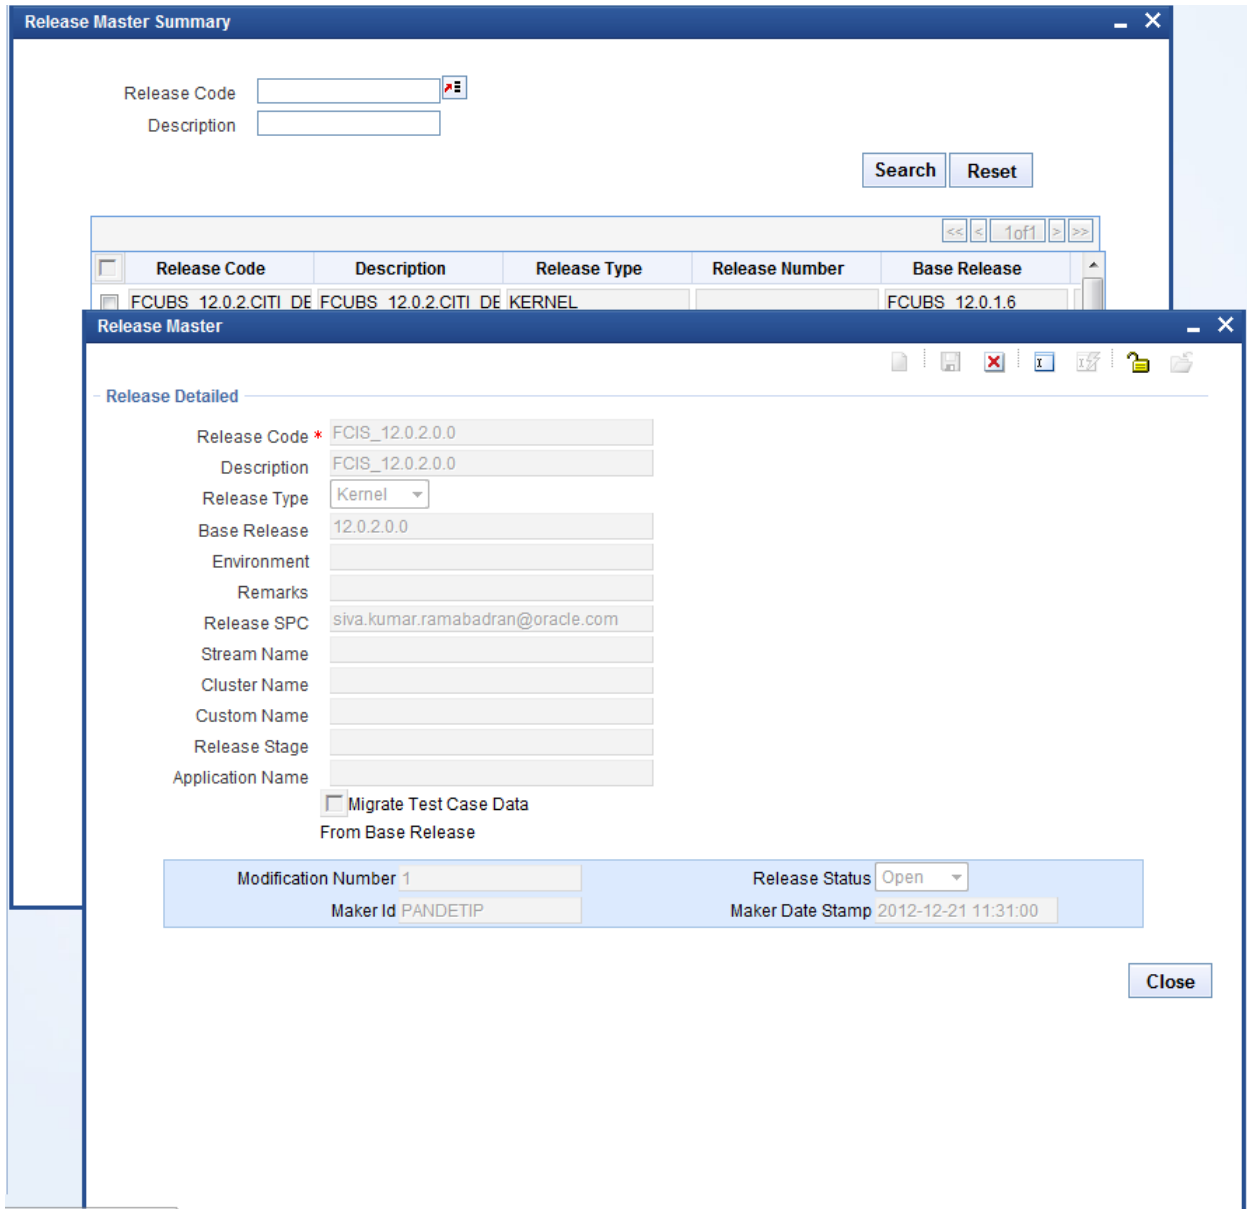 Release Master Summary
Release Code
Description
Search Reset
<< < 1of1 > >>
Release Code Description Release Type Release Number Base Release
FCUBS_12.0.2.CITI_DE FCUBS_12.0.2.CITI_DE KERNEL FCUBS_12.0.1.6
Release Master
Release Detailed
Release Code * FCIS_12.0.2.0.0
Description FCIS_12.0.2.0.0
Release Type Kernel
Base Release 12.0.2.0.0
Environment
Remarks
Release SPC siva.kumar.ramabadran@oracle.com
Stream Name
Cluster Name
Custom Name
Release Stage
Application Name
Migrate Test Case Data
From Base Release
Modification Number 1 Release Status Open
Maker Id PANDETIP Maker Date Stamp 2012-12-21 11:31:00
Close